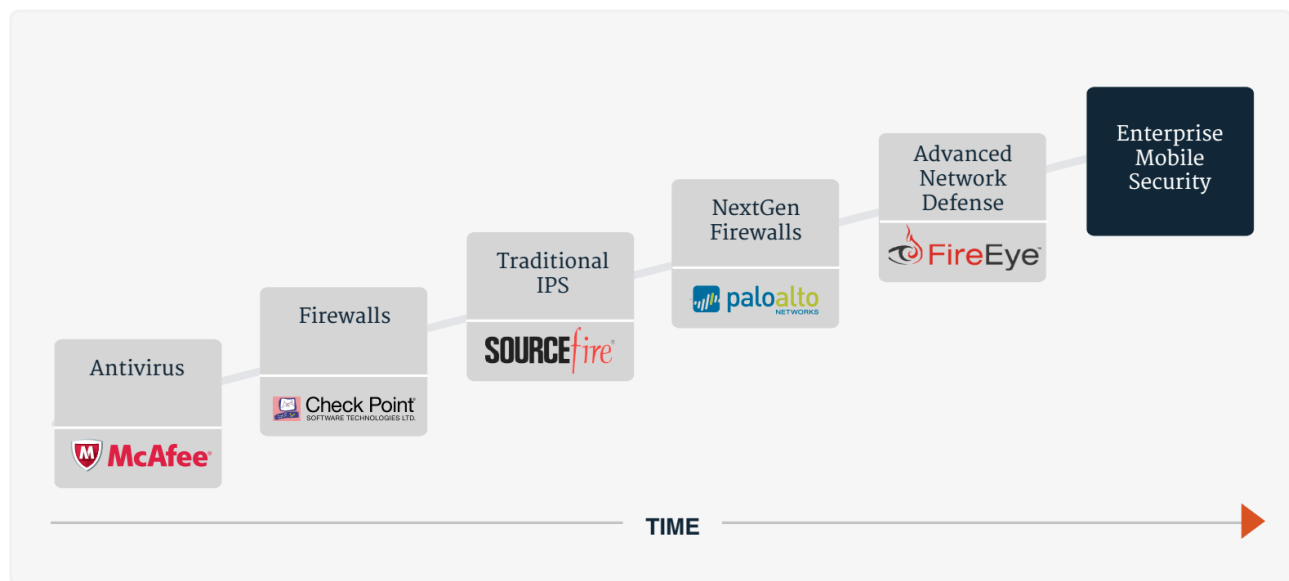 Antivirus
McAfee®
Firewalls
Check Point®
SOFTWARE TECHNOLOGIES LTD.
Traditional
IPS
SOURCEfire®
NextGen
Firewalls
paloalto
NETWORKS
Advanced
Network
Defense
FireEye™
Enterprise
Mobile
Security
TIME